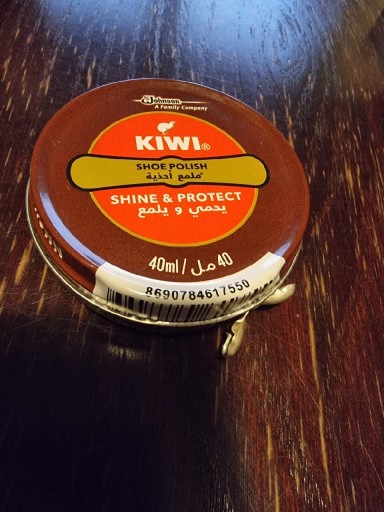 SC Johnson
A Family Company
KIWI®
SHOE POLISH
ملمع أحذية
SHINE & PROTECT
يحمي و يلمع
40ml / 40 مل
8690784617550